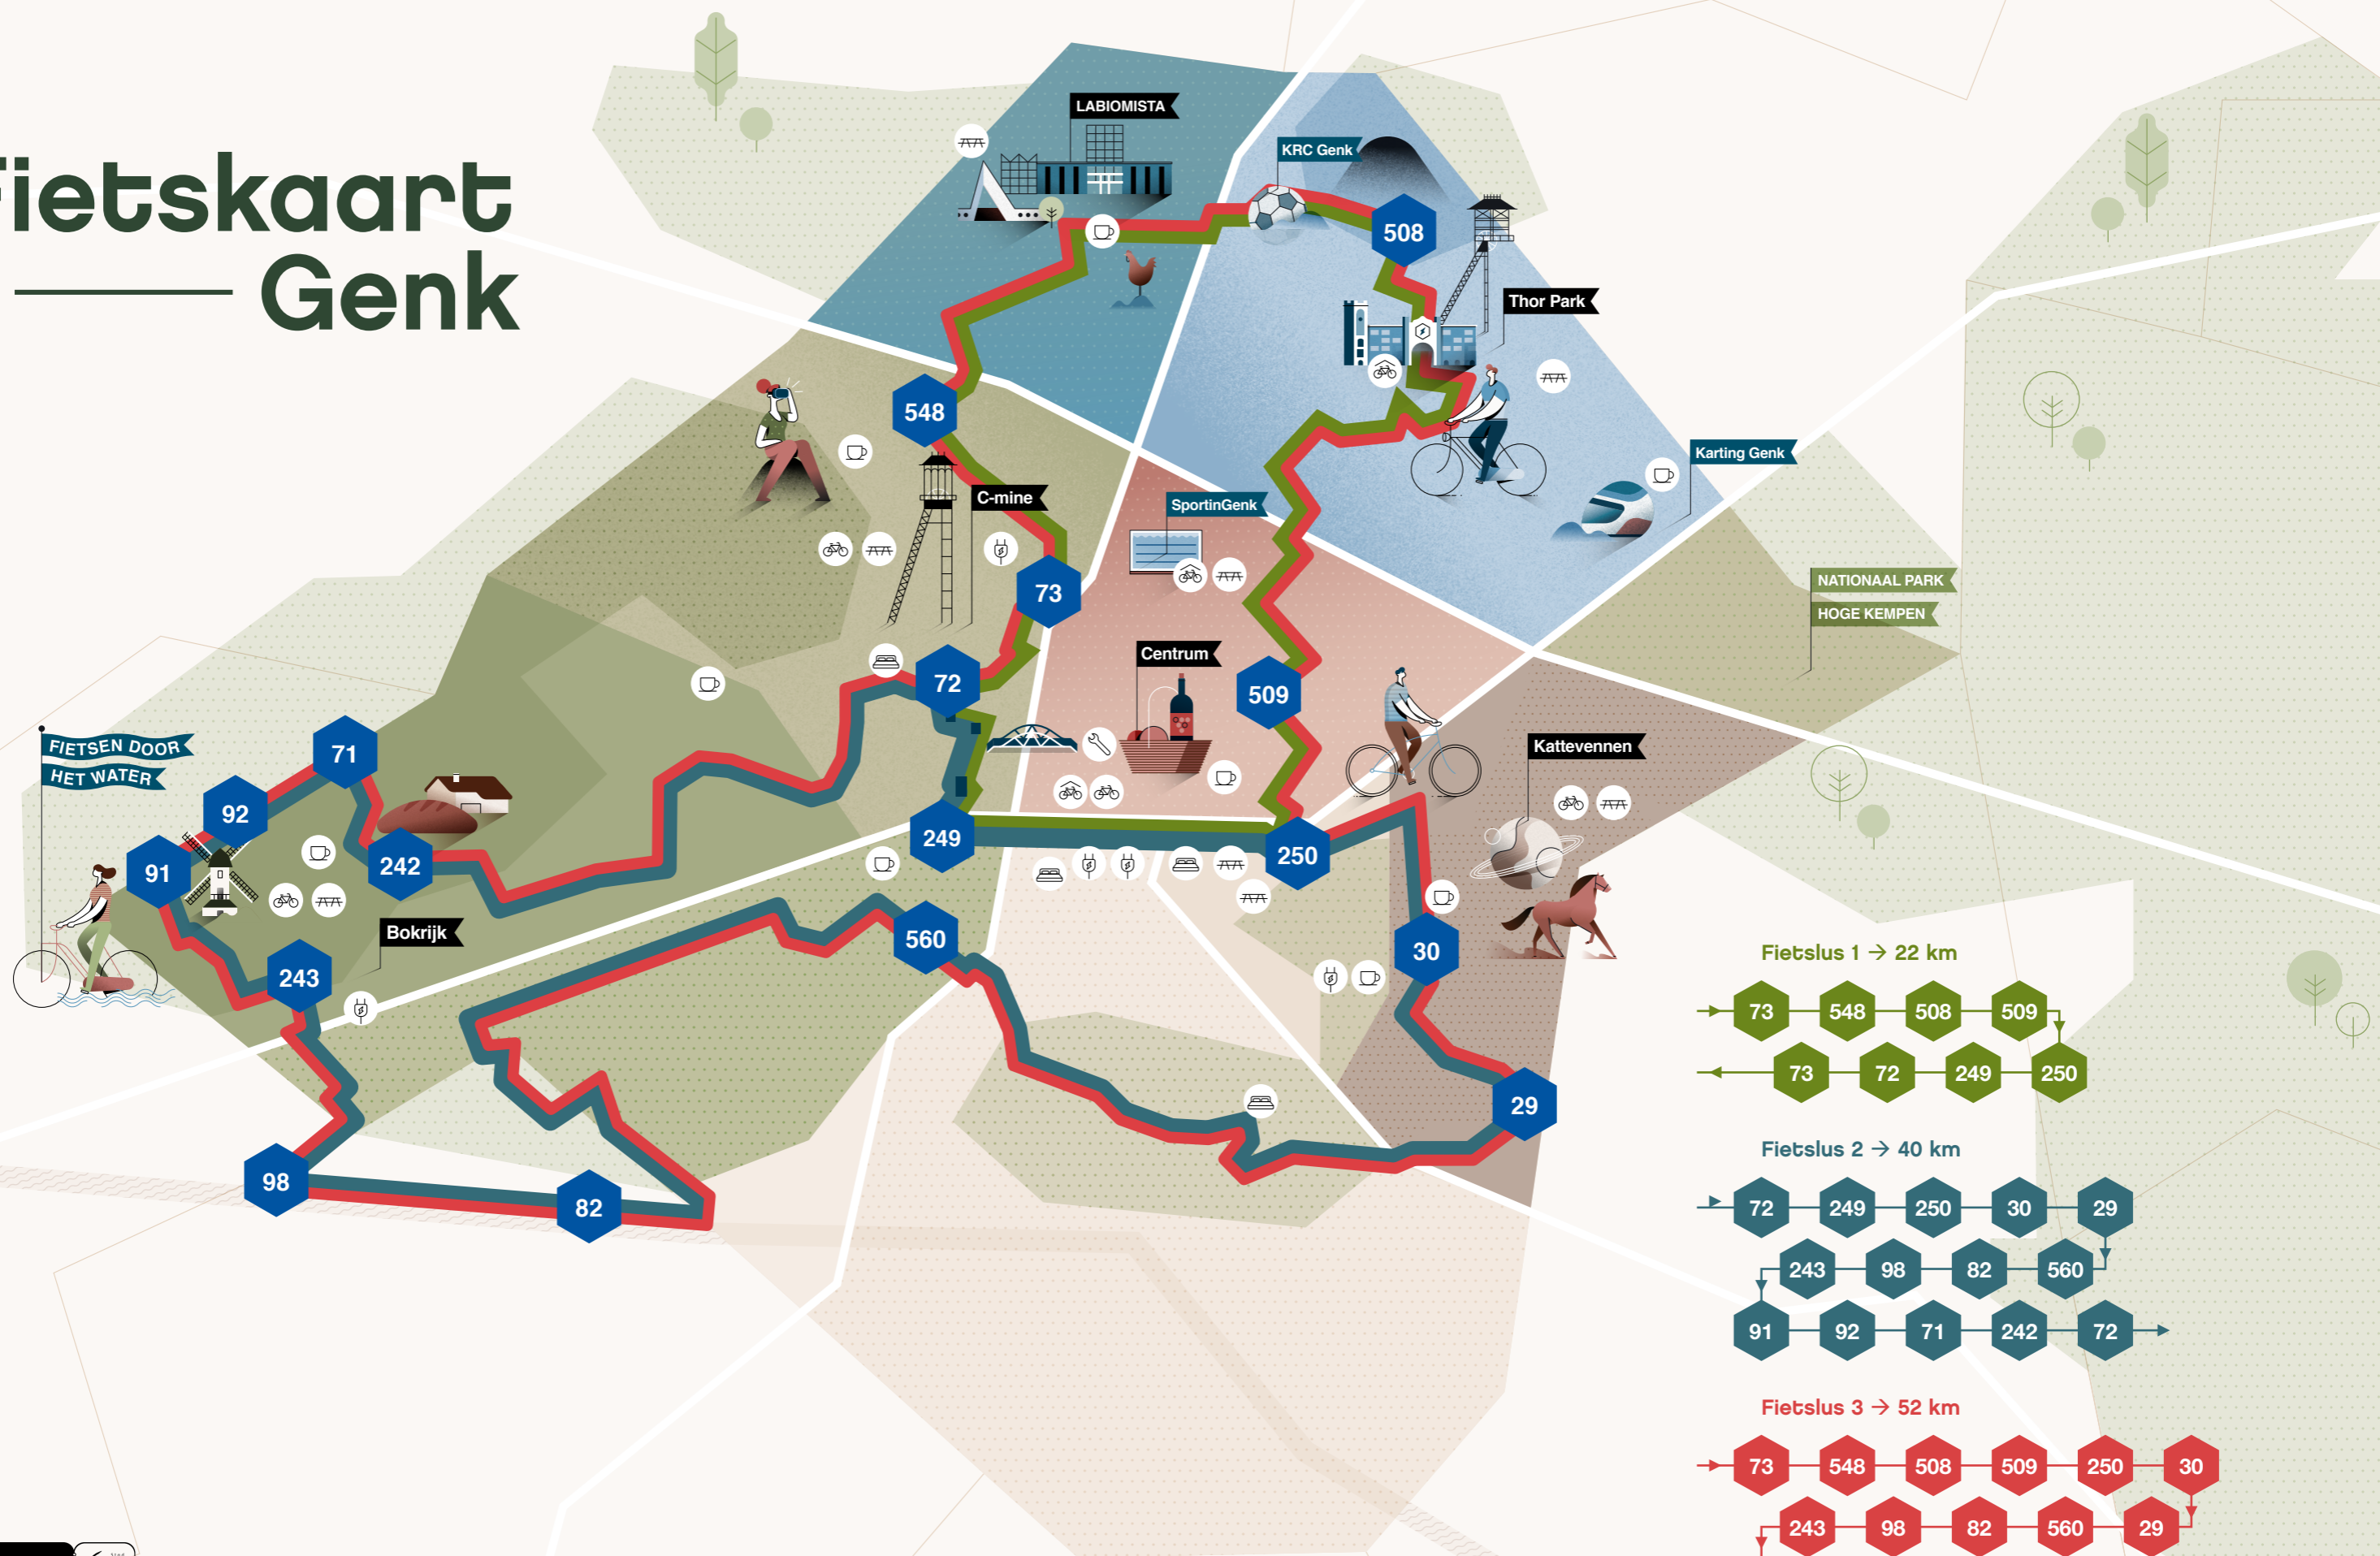 Fietskaart
Genk
LABIOMISTA
KRC Genk
508
Thor Park
548
Karting Genk
C-mine
SportinGenk
73
NATIONAAL PARK
HOGE KEMPEN
Centrum
72
509
FIETSEN DOOR
HET WATER
71
Kattevennen
92
249
250
91
242
Bokrijk
560
30
243
29
98
82
Fietslus 1 → 22 km
73 548 508 509
73 72 249 250
Fietslus 2 → 40 km
72 249 250 30 29
243 98 82 560
91 92 71 242 72
Fietslus 3 → 52 km
73 548 508 509 250 30
243 98 82 560 29